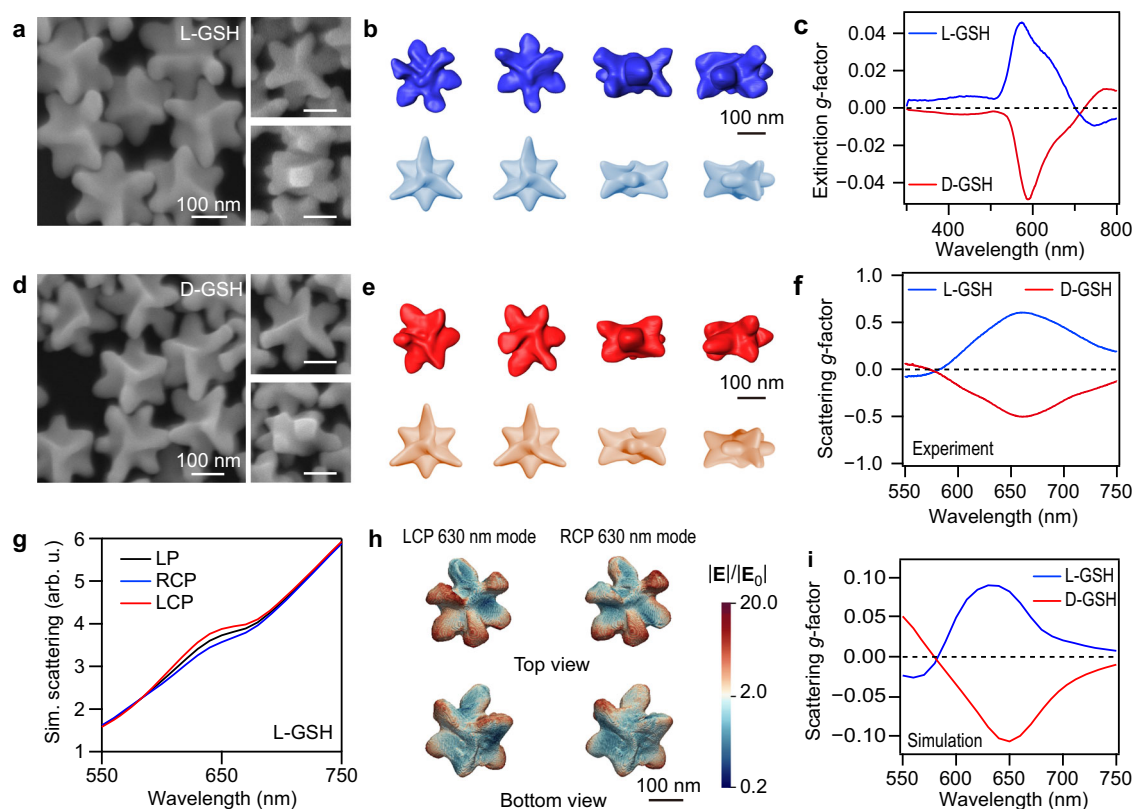 a
L-GSH
100 nm
b
100 nm
c
Extinction g-factor
0.04
0.02
0.00
−0.02
−0.04
L-GSH
D-GSH
400
600
800
Wavelength (nm)
d
D-GSH
100 nm
e
100 nm
f
Scattering g-factor
1.0
0.5
0.0
−0.5
−1.0
L-GSH
D-GSH
Experiment
550
600
650
700
750
Wavelength (nm)
g
Sim. scattering (arb. u.)
6
5
4
3
2
1
LP
RCP
LCP
L-GSH
550
650
750
Wavelength (nm)
h
LCP 630 nm mode
RCP 630 nm mode
Top view
Bottom view
100 nm
|E|/|E0|
20.0
2.0
0.2
i
Scattering g-factor
0.10
0.05
0.00
−0.05
−0.10
L-GSH
D-GSH
Simulation
550
600
650
700
750
Wavelength (nm)